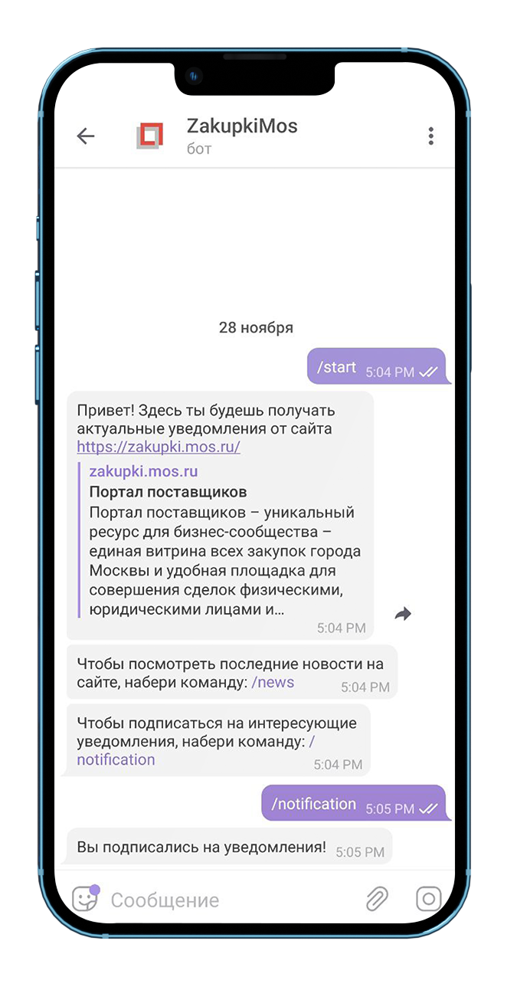 ZakupkiMos
бот
28 ноября
/start 5:04 PM
Привет! Здесь ты будешь получать
актуальные уведомления от сайта
https://zakupki.mos.ru/
zakupki.mos.ru
Портал поставщиков
Портал поставщиков – уникальный
ресурс для бизнес-сообщества –
единая витрина всех закупок города
Москвы и удобная площадка для
совершения сделок физическими,
юридическими лицами и...
5:04 PM
Чтобы посмотреть последние новости на
сайте, набери команду: /news 5:04 PM
Чтобы подписаться на интересующие
уведомления, набери команду: /
notification 5:04 PM
/notification 5:05 PM
Вы подписались на уведомления! 5:05 PM
Сообщение